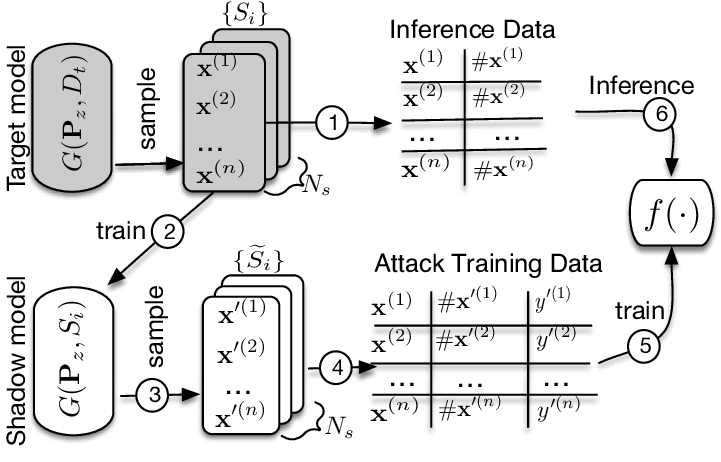 {S_i}
Target model
G(P_z, D_t)
sample
x^(1)
x^(2)
...
x^(n)
N_s
1
Inference Data
x^(1) #x^(1)
x^(2) #x^(2)
... ...
x^(n) #x^(n)
Inference
6
f(·)
train 2
Shadow model
G(P_z, S_i)
sample
3
{S̃_i}
x′^(1)
x′^(2)
...
x′^(n)
N_s
4
Attack Training Data
x^(1) #x′^(1) y′^(1)
x^(2) #x′^(2) y′^(2)
... ... ...
x^(n) #x′^(n) y′^(n)
train
5